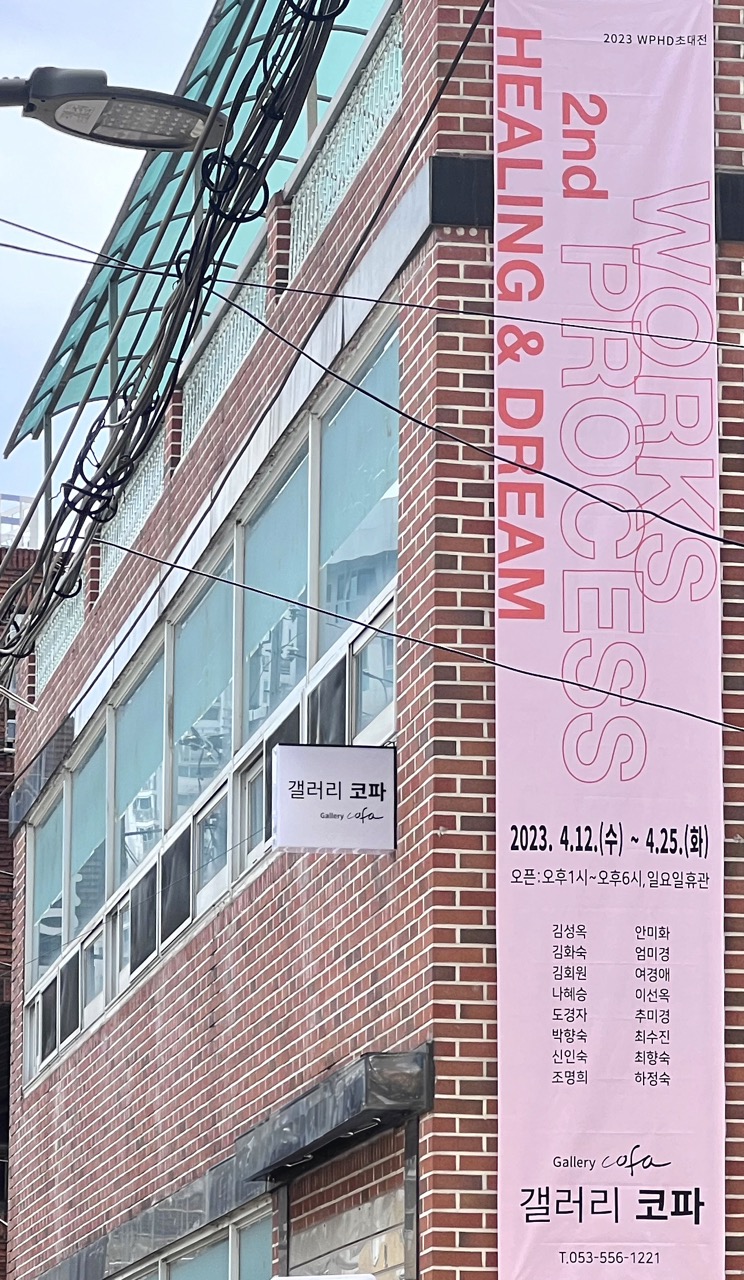 2023 WPHD초대전
WORKS
2nd PROCESS
HEALING & DREAM
갤러리 코파
Gallery cofa
2023. 4.12.(수) ~ 4.25.(화)
오픈:오후1시~오후6시,일요일휴관
김성옥 안미화
김화숙 엄미경
김회원 여경애
나혜승 이선옥
도경자 추미경
박향숙 최수진
신인숙 최향숙
조명희 하정숙
Gallery cofa
갤러리 코파
T.053-556-1221